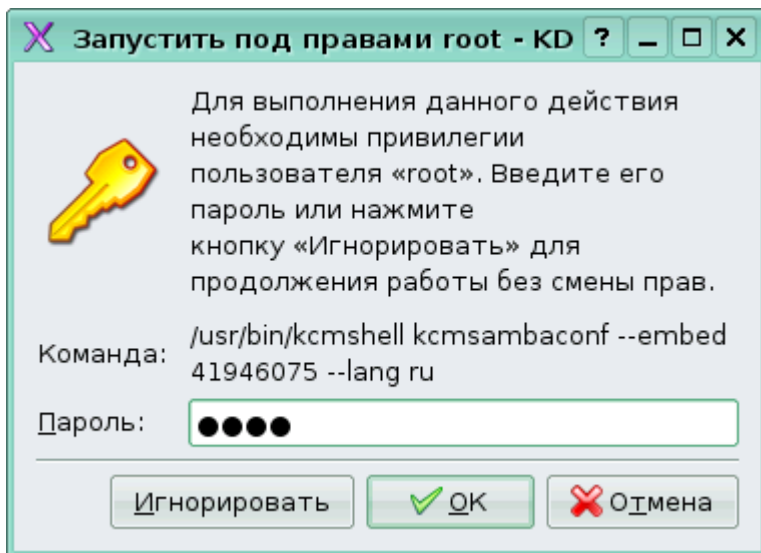 Запустить под правами root - KD
Для выполнения данного действия
необходимы привилегии
пользователя «root». Введите его
пароль или нажмите
кнопку «Игнорировать» для
продолжения работы без смены прав.
Команда:
/usr/bin/kcmshell kcmsambaconf --embed
41946075 --lang ru
Пароль:
Игнорировать
OK
Отмена